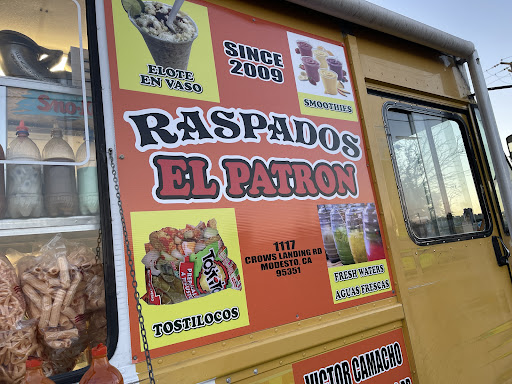 ELOTE
EN VASO
SINCE
2009
SMOOTHIES
RASPADOS
EL PATRON
TOSTILOCOS
1117
CROWS LANDING RD
MODESTO, CA
95351
FRESH WATERS
AGUAS FRESCAS
VICTOR CAMACHO